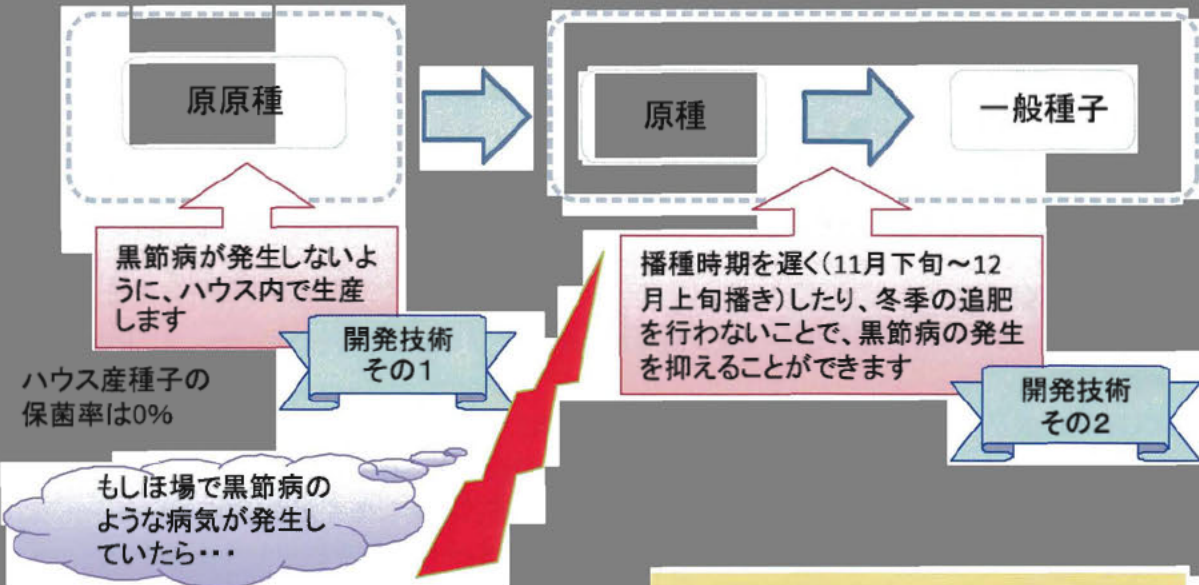 原原種
原種
一般種子
黒節病が発生しないよ
うに、ハウス内で生産
します
播種時期を遅く(11月下旬～12
月上旬播き)したり、冬季の追肥
を行わないことで、黒節病の発生
を抑えることができます
開発技術
その1
開発技術
その2
ハウス産種子の
保菌率は0%
もしほ場で黒節病の
ような病気が発生し
ていたら・・・